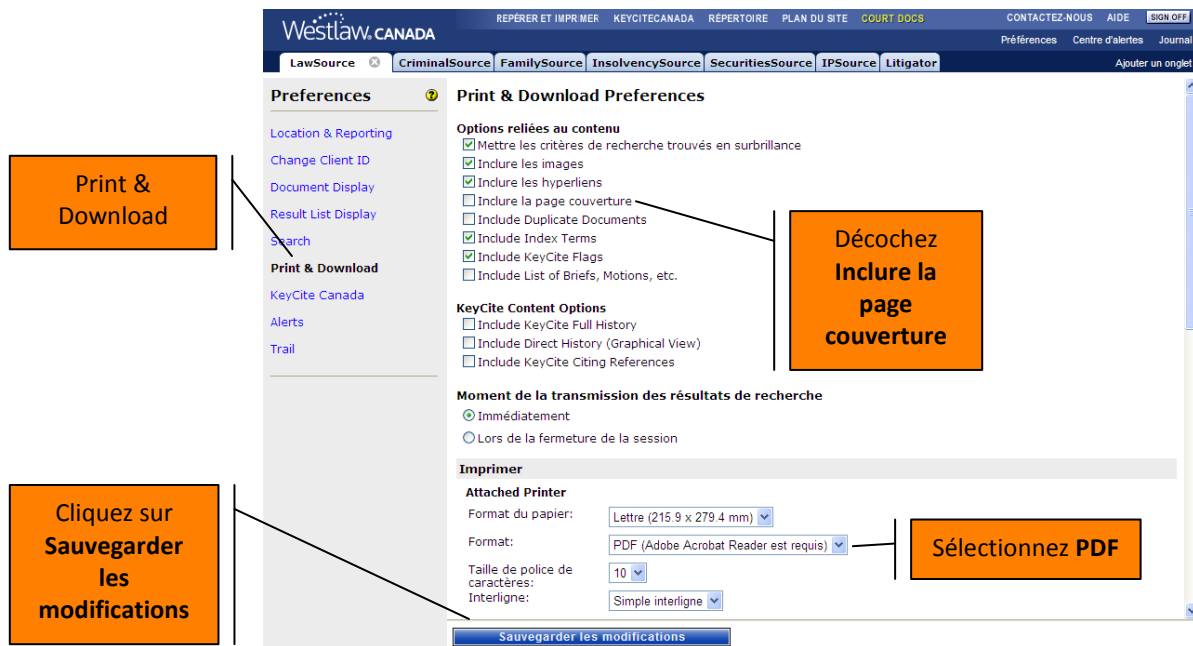 Westlaw. CANADA
REPÉRER ET IMPRIMER KEYCITECANADA RÉPERTOIRE PLAN DU SITE COURT DOCS
CONTACTEZ-NOUS AIDE SIGN OFF
Préférences Centre d'alertes Journal
LawSource CriminalSource FamilySource InsolvencySource SecuritiesSource IPSource Litigator
Ajouter un onglet
Preferences ?
Location & Reporting
Change Client ID
Document Display
Result List Display
Search
Print & Download
KeyCite Canada
Alerts
Trail
Print &
Download
Print & Download Preferences
Options reliées au contenu
Mettre les critères de recherche trouvés en surbrillance
Inclure les images
Inclure les hyperliens
Inclure la page couverture
Include Duplicate Documents
Include Index Terms
Include KeyCite Flags
Include List of Briefs, Motions, etc.
Décochez
Inclure la
page
couverture
KeyCite Content Options
Include KeyCite Full History
Include Direct History (Graphical View)
Include KeyCite Citing References
Moment de la transmission des résultats de recherche
Immédiatement
Lors de la fermeture de la session
Imprimer
Attached Printer
Format du papier: Lettre (215.9 x 279.4 mm)
Format: PDF (Adobe Acrobat Reader est requis)
Taille de police de
caractères: 10
Interligne: Simple interligne
Sélectionnez PDF
Cliquez sur
Sauvegarder
les
modifications
Sauvegarder les modifications